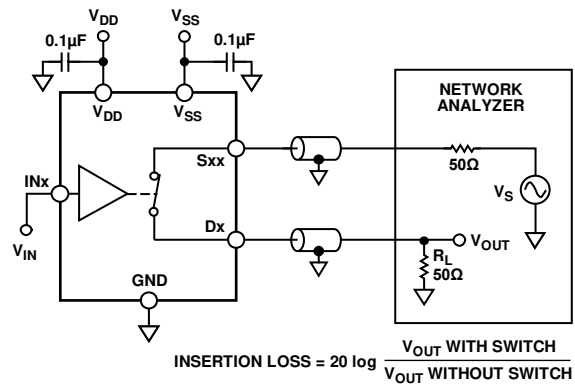 VDD
VSS
0.1µF
0.1µF
VDD
VSS
NETWORK
ANALYZER
Sxx
50Ω
INx
VS
Dx
VOUT
VIN
RL
50Ω
GND
INSERTION LOSS = 20 log VOUT WITH SWITCH
VOUT WITHOUT SWITCH